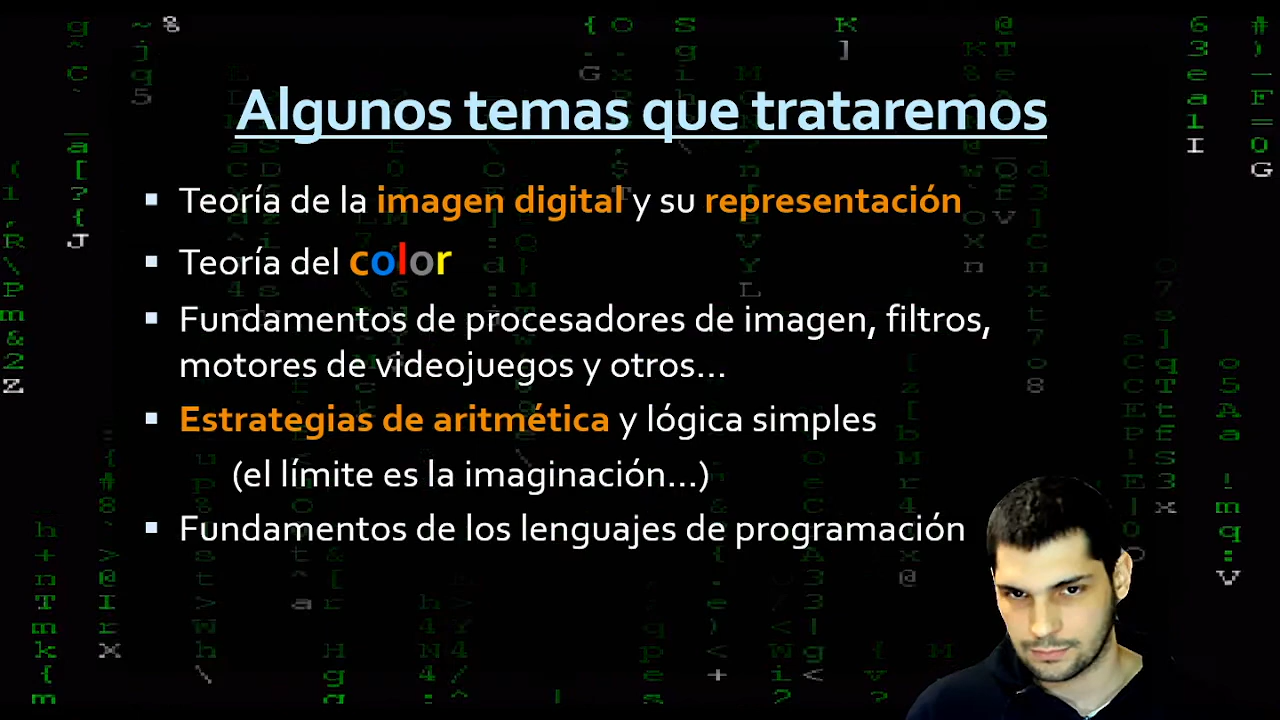 Algunos temas que trataremos
▪ Teoría de la imagen digital y su representación
▪ Teoría del color
▪ Fundamentos de procesadores de imagen, filtros,
motores de videojuegos y otros...
▪ Estrategias de aritmética y lógica simples
(el límite es la imaginación...)
▪ Fundamentos de los lenguajes de programación